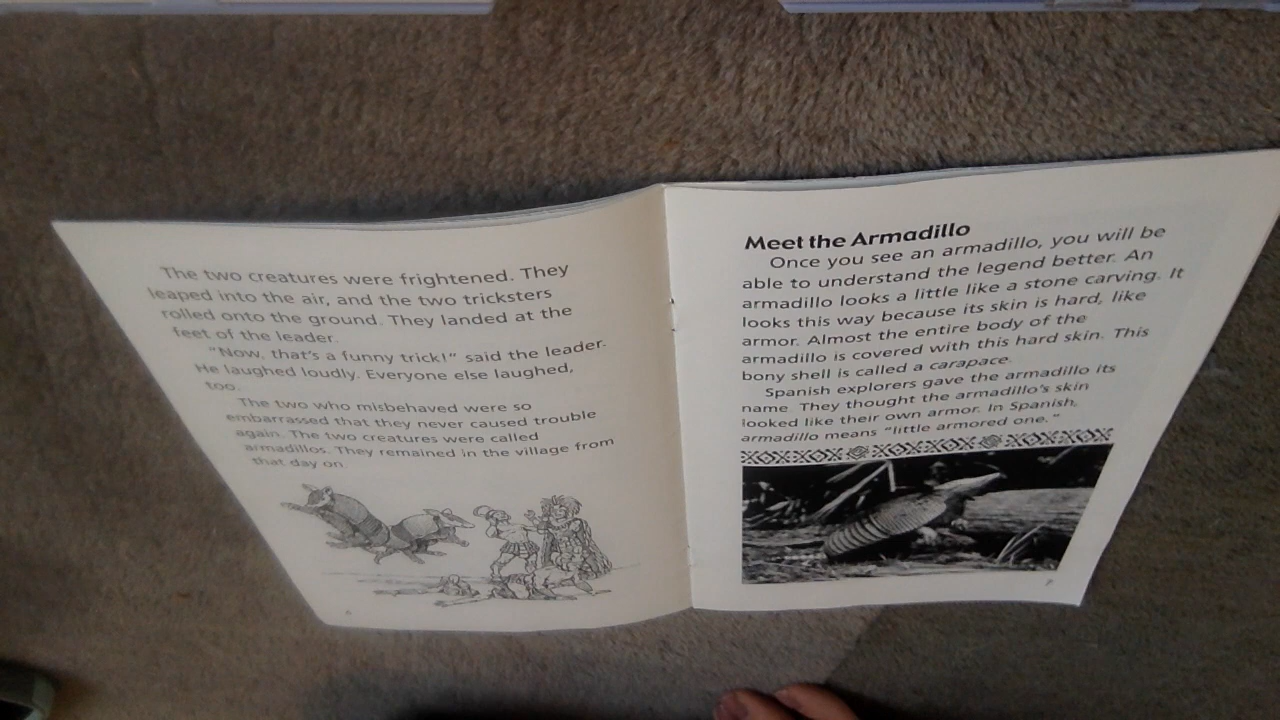 The two creatures were frightened. They
leaped into the air, and the two tricksters
rolled onto the ground. They landed at the
feet of the leader.
"Now, that's a funny trick!" said the leader.
He laughed loudly. Everyone else laughed,
too.
The two who misbehaved were so
embarrassed that they never caused trouble
again. The two creatures were called
armadillos. They remained in the village from
that day on.
6
Meet the Armadillo
Once you see an armadillo, you will be
able to understand the legend better. An
armadillo looks a little like a stone carving. It
looks this way because its skin is hard, like
armor. Almost the entire body of the
armadillo is covered with this hard skin. This
bony shell is called a carapace.
Spanish explorers gave the armadillo its
name. They thought the armadillo's skin
looked like their own armor. In Spanish,
armadillo means "little armored one."
7